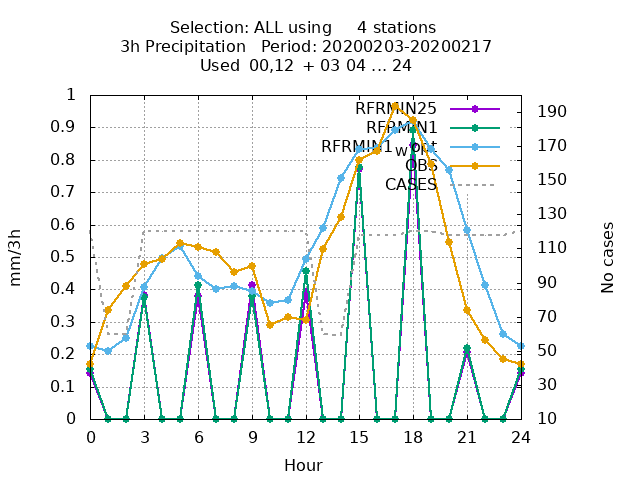 Selection: ALL using     4 stations
3h Precipitation   Period: 20200203-20200217
Used  00,12  + 03 04 ... 24
RFRMIN25
RFRMIN1
RFRMIN1wopt
OBS
CASES
1
0.9
0.8
0.7
0.6
0.5
0.4
0.3
0.2
0.1
0
mm/3h
190
170
150
130
110
90
70
50
30
10
No cases
0 3 6 9 12 15 18 21 24
Hour